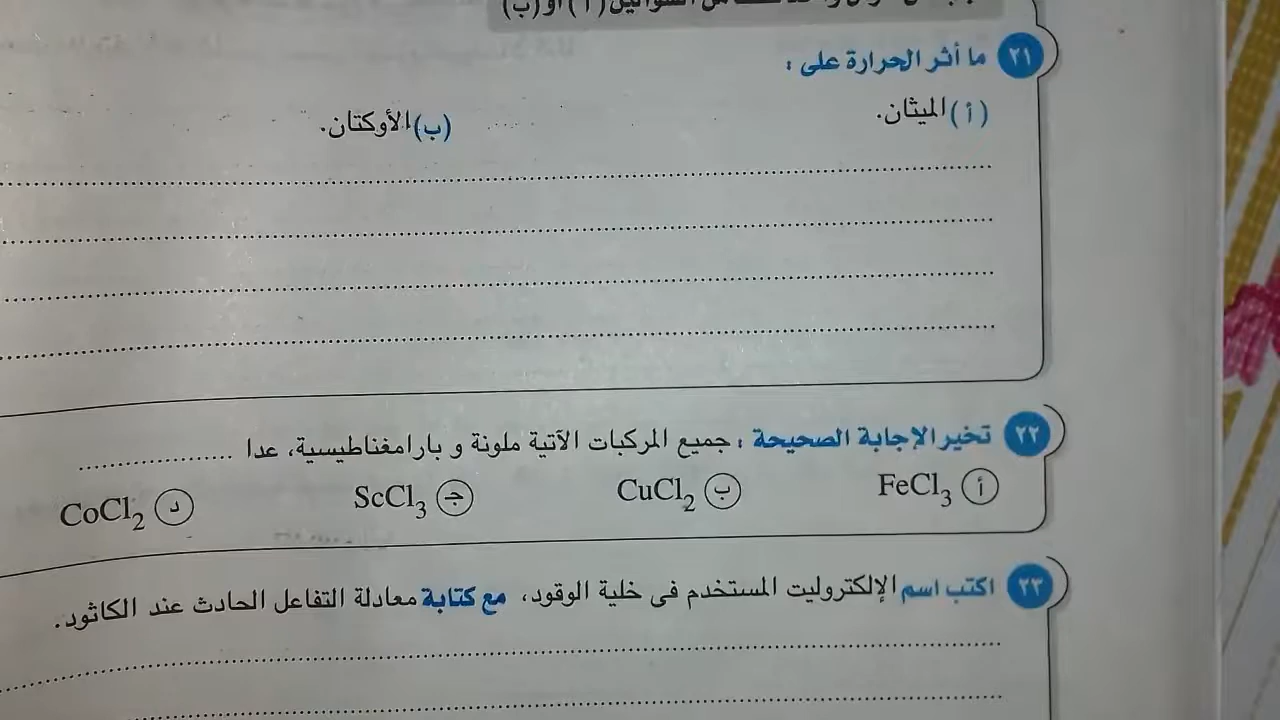 (أ) أو (ب)
٢١ ما أثر الحرارة على :
(أ) الميثان. (ب) الأوكتان.
٢٢ تخير الإجابة الصحيحة : جميع المركبات الآتية ملونة و بارامغناطيسية، عدا ....................
أ FeCl₃ ب CuCl₂ ج ScCl₃ د CoCl₂
٢٣ اكتب اسم الإلكتروليت المستخدم فى خلية الوقود، مع كتابة معادلة التفاعل الحادث عند الكاثود.